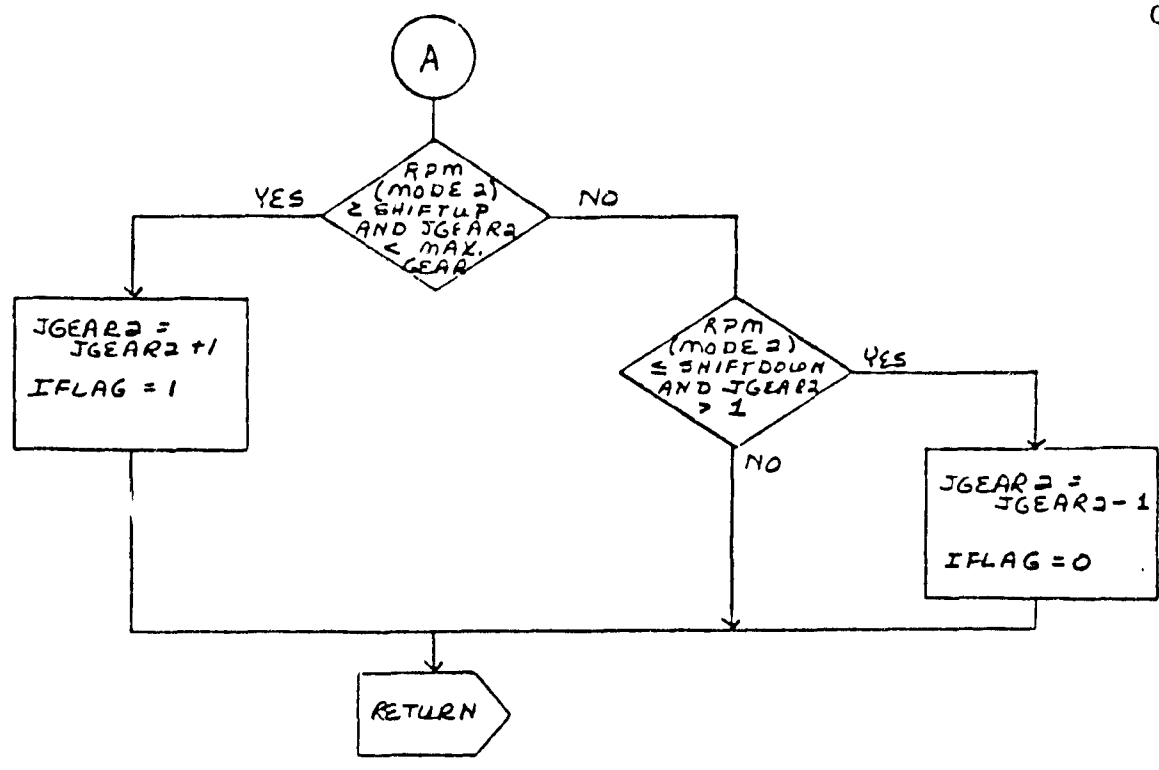 A
RPM
(MODE 2)
≥ SHIFTUP
AND JGEAR2
< MAX.
GEAR
YES
NO
JGEAR2 =
JGEAR2 +1
IFLAG = 1
RPM
(MODE 2)
≤ SHIFTDOWN
AND JGEAR2
> 1
YES
NO
JGEAR2 =
JGEAR2-1
IFLAG = 0
RETURN